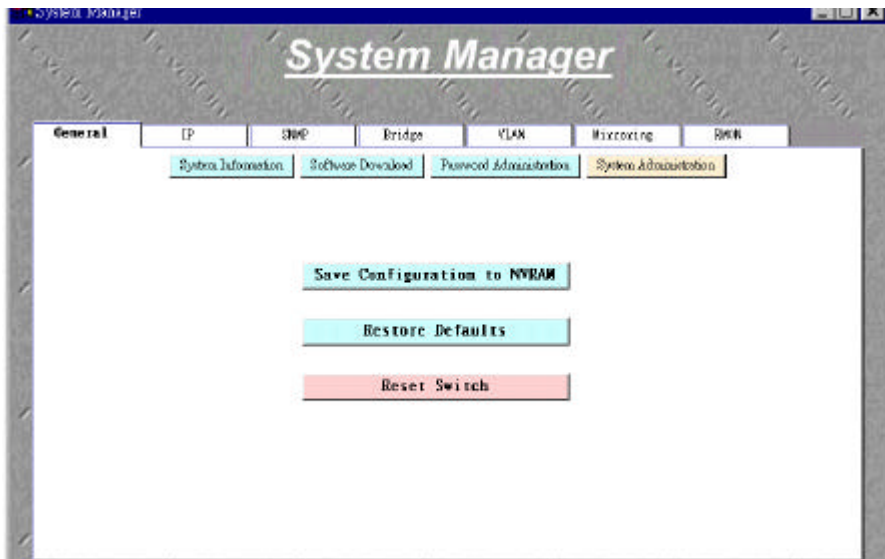 System Manager
System Manager
General IP SNMP Bridge VLAN Mirroring RMON
System Information Software Download Password Administration System Administration
Save Configuration to NVRAM
Restore Defaults
Reset Switch